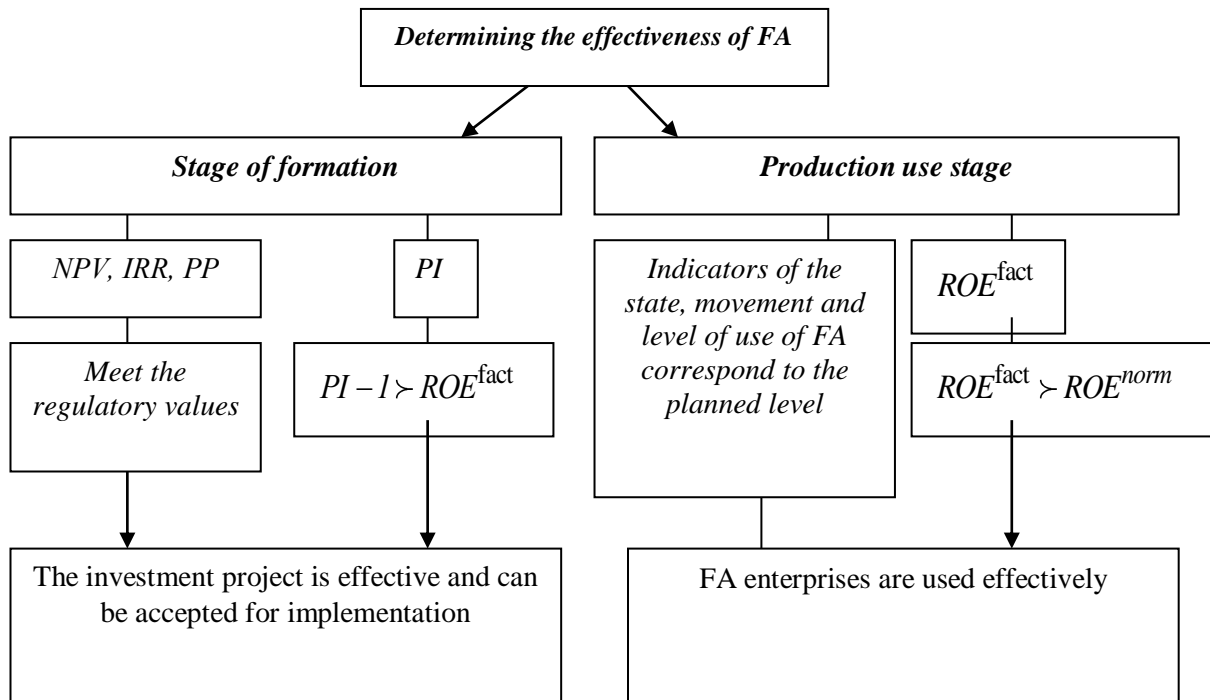 Determining the effectiveness of FA
Stage of formation
Production use stage
NPV, IRR, PP
PI
Indicators of the
state, movement and
level of use of FA
correspond to the
planned level
ROE^fact
Meet the
regulatory values
PI – 1 ≻ ROE^fact
ROE^fact ≻ ROE^norm
The investment project is effective and can
be accepted for implementation
FA enterprises are used effectively